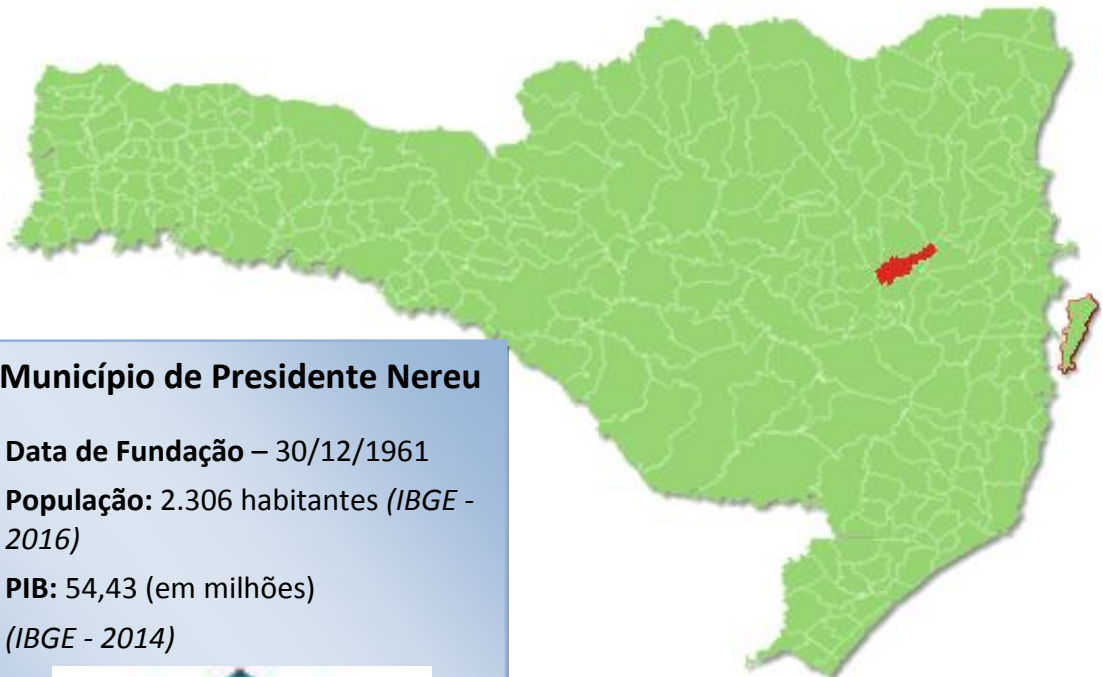 Município de Presidente Nereu
Data de Fundação – 30/12/1961
População: 2.306 habitantes (IBGE -
2016)
PIB: 54,43 (em milhões)
(IBGE - 2014)